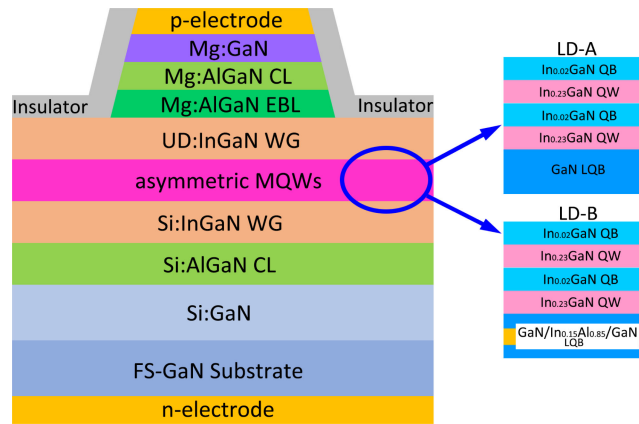 p-electrode
Mg:GaN
Mg:AlGaN CL
Mg:AlGaN EBL
Insulator
Insulator
UD:InGaN WG
asymmetric MQWs
Si:InGaN WG
Si:AlGaN CL
Si:GaN
FS-GaN Substrate
n-electrode
LD-A
In0.02GaN QB
In0.23GaN QW
In0.02GaN QB
In0.23GaN QW
GaN LQB
LD-B
In0.02GaN QB
In0.23GaN QW
In0.02GaN QB
In0.23GaN QW
GaN/In0.15Al0.85/GaN
LQB